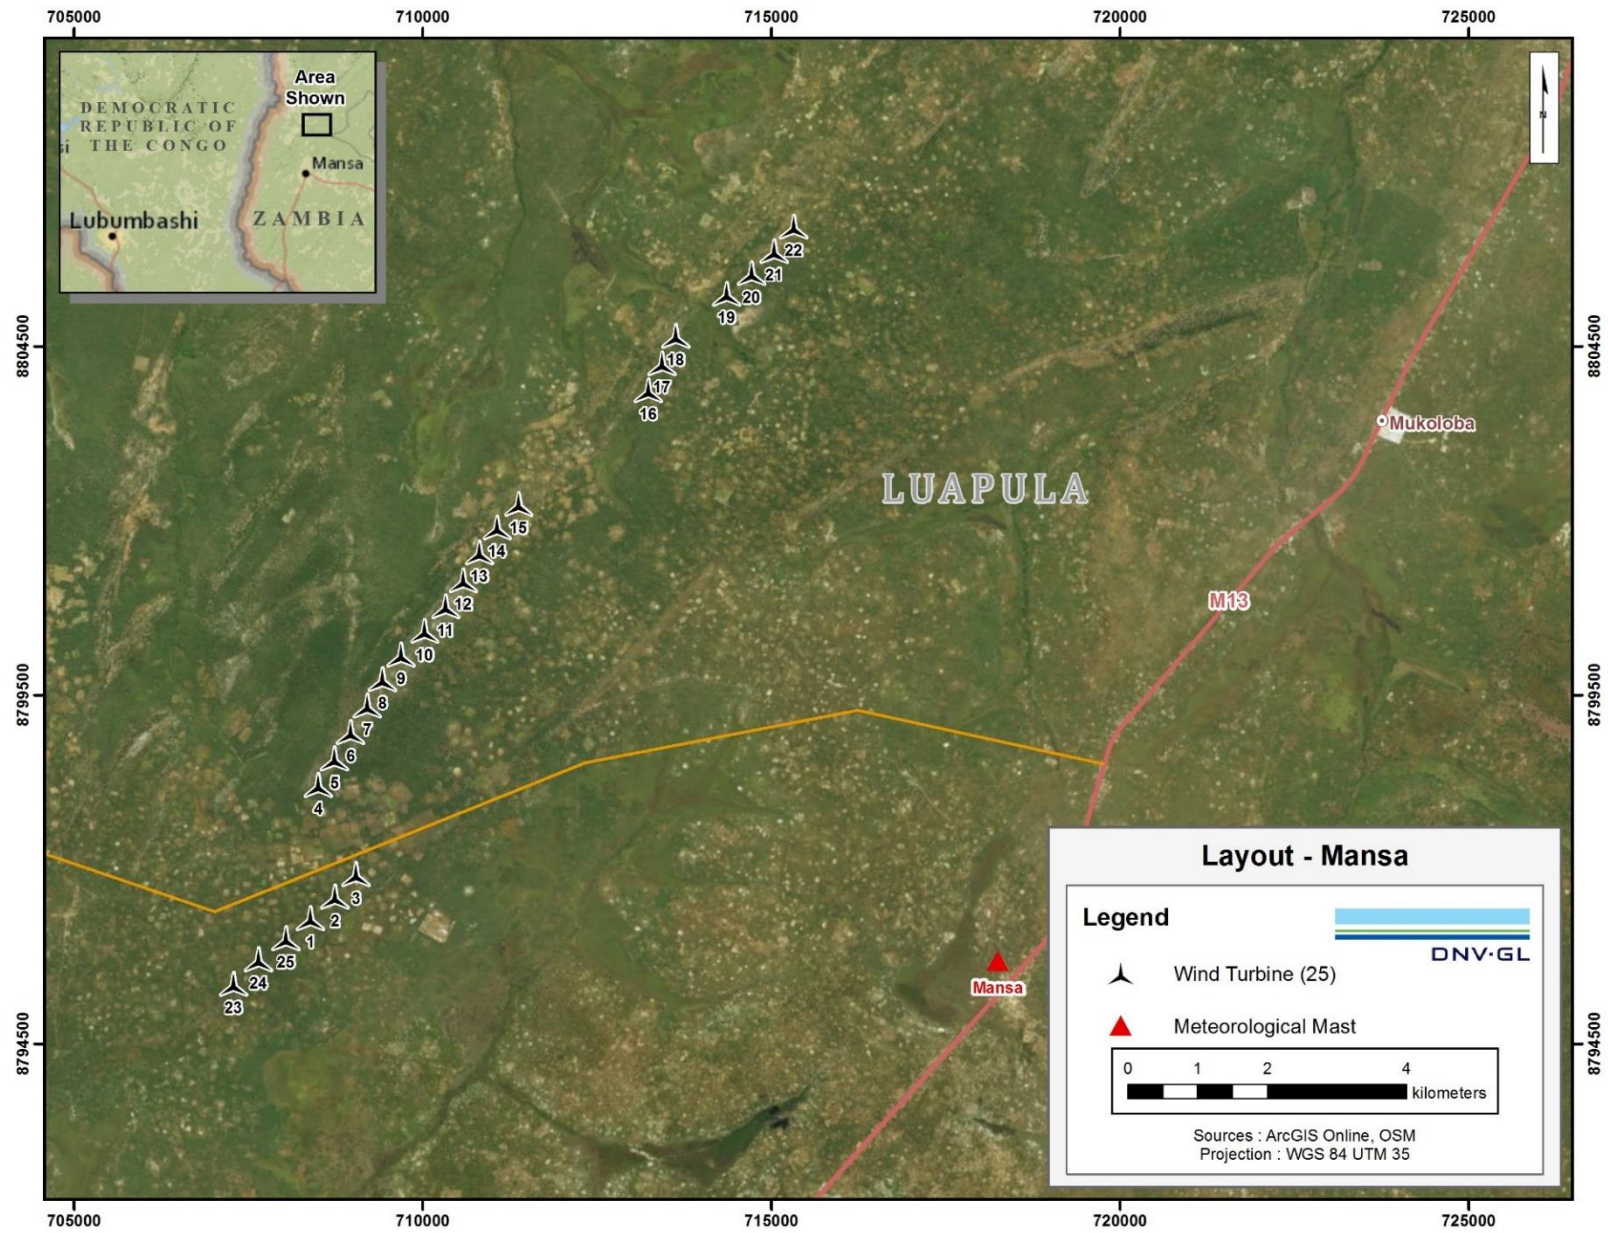 705000
710000
715000
720000
725000
Area
Shown
DEMOCRATIC
REPUBLIC OF
THE CONGO
si
Mansa
Lubumbashi
ZAMBIA
N
22
21
20
19
8804500
8804500
18
17
16
Mukoloba
LUAPULA
15
14
13
12
M13
11
10
9
8799500
8799500
8
7
6
5
4
Layout - Mansa
3
Legend
2
1
DNV·GL
25
24
Wind Turbine (25)
Mansa
23
Meteorological Mast
8794500
8794500
0 1 2 4
kilometers
Sources : ArcGIS Online, OSM
Projection : WGS 84 UTM 35
705000
710000
715000
720000
725000